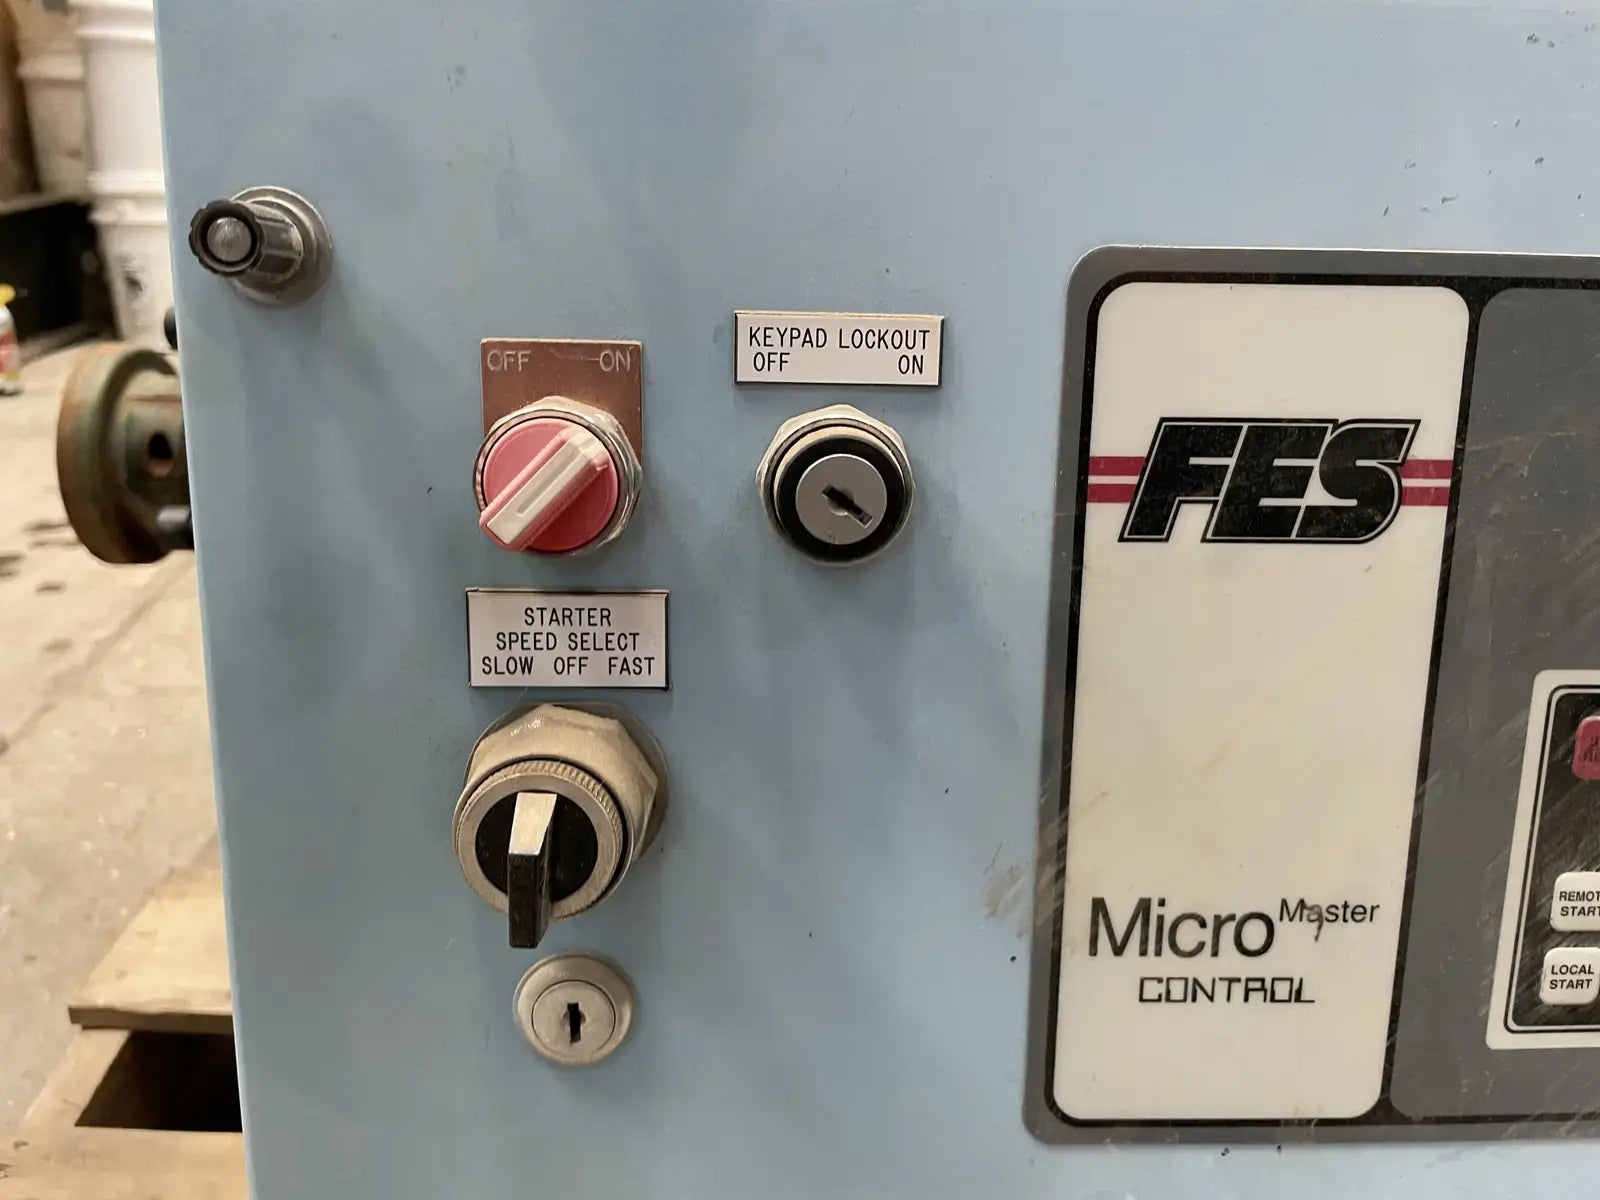 OFF ON
KEYPAD LOCKOUT
OFF ON
STARTER
SPEED SELECT
SLOW OFF FAST
FES
Micro Master
CONTROL
START
LOCAL
START